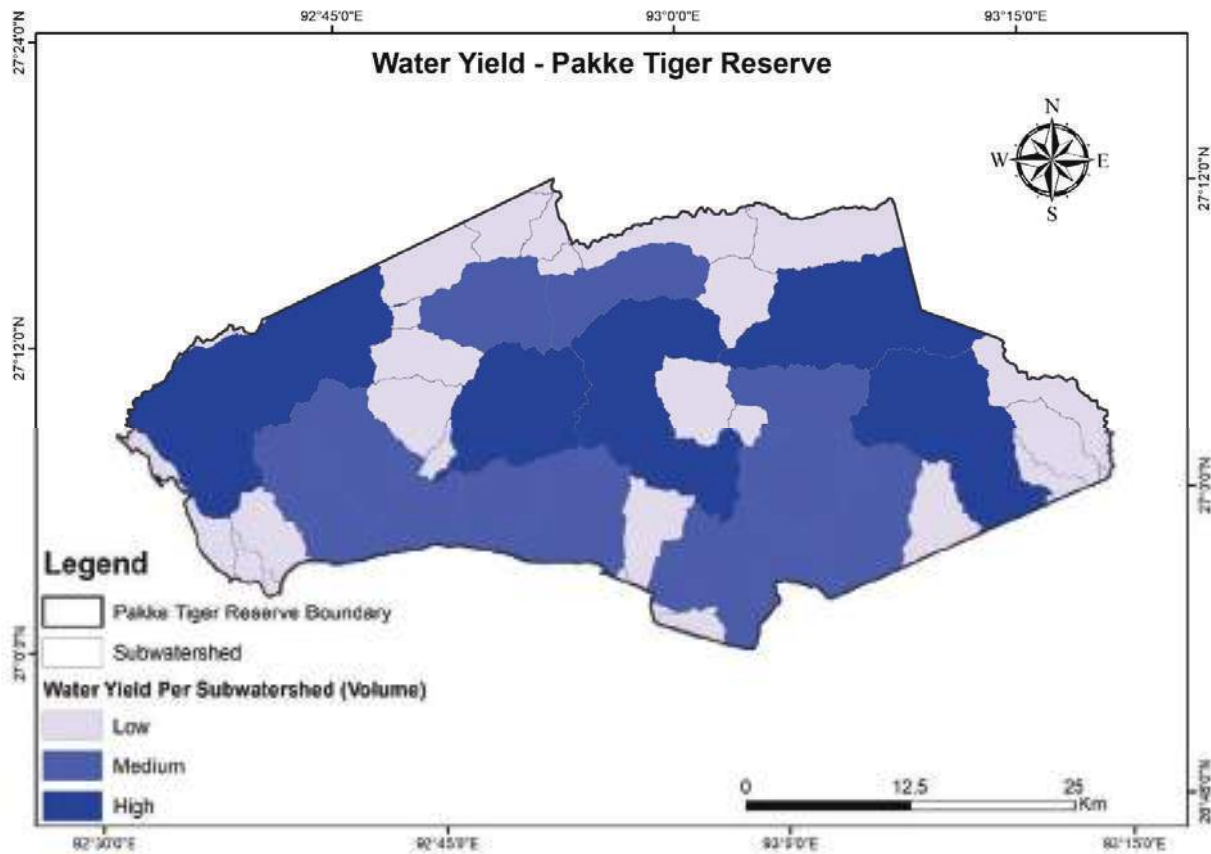 92°45'0"E 93°0'0"E 93°15'0"E
27°24'0"N
Water Yield - Pakke Tiger Reserve
N
W E
S
27°12'0"N
27°12'0"N
27°0'0"N
Legend
Pakke Tiger Reserve Boundary
Subwatershed
27°0'0"N
Water Yield Per Subwatershed (Volume)
Low
Medium
High
0 12.5 25
Km
92°30'0"E 92°45'0"E 93°0'0"E 93°15'0"E